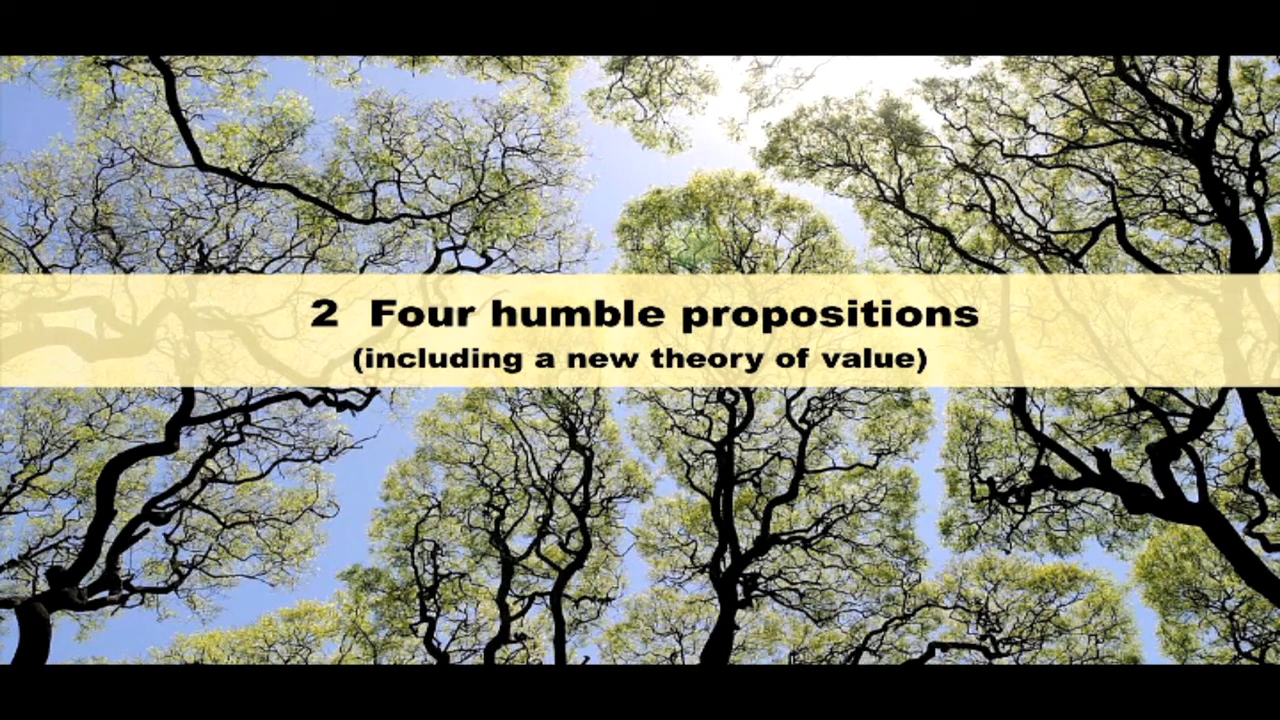 2 Four humble propositions
(including a new theory of value)